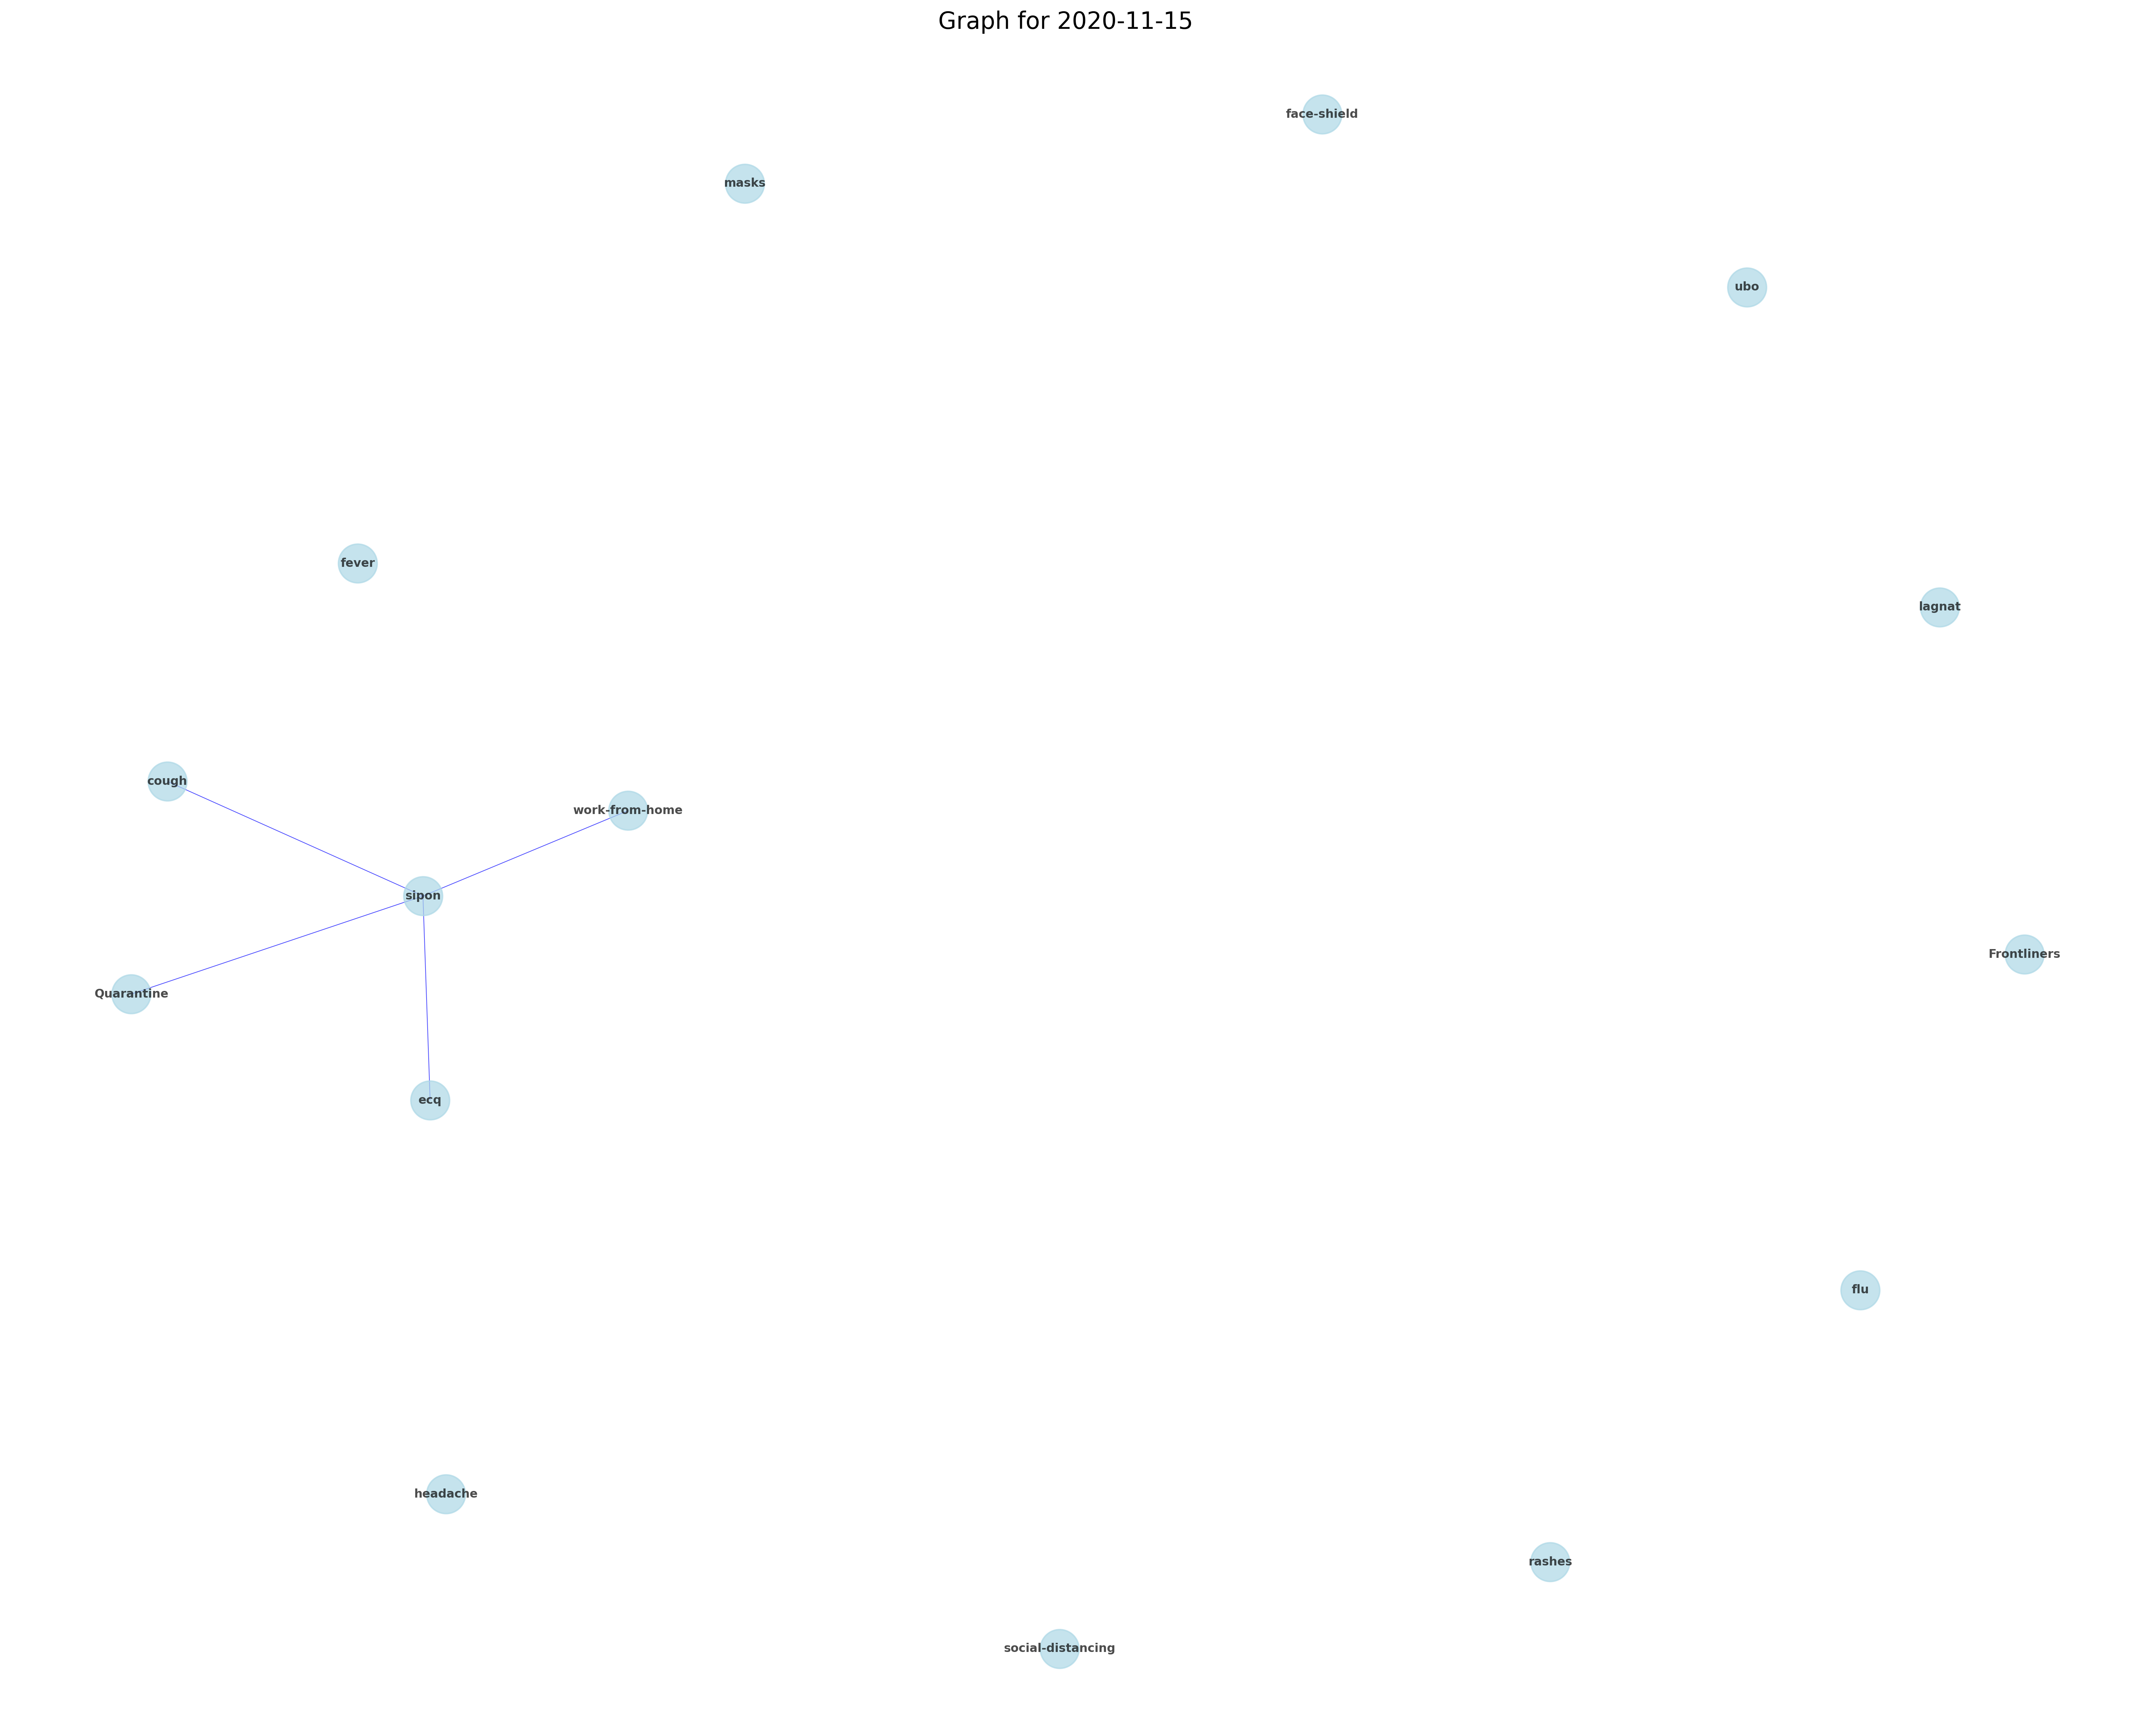 Graph for 2020-11-15
face-shield
masks
ubo
fever
lagnat
cough
work-from-home
sipon
Frontliners
Quarantine
ecq
flu
headache
rashes
social-distancing